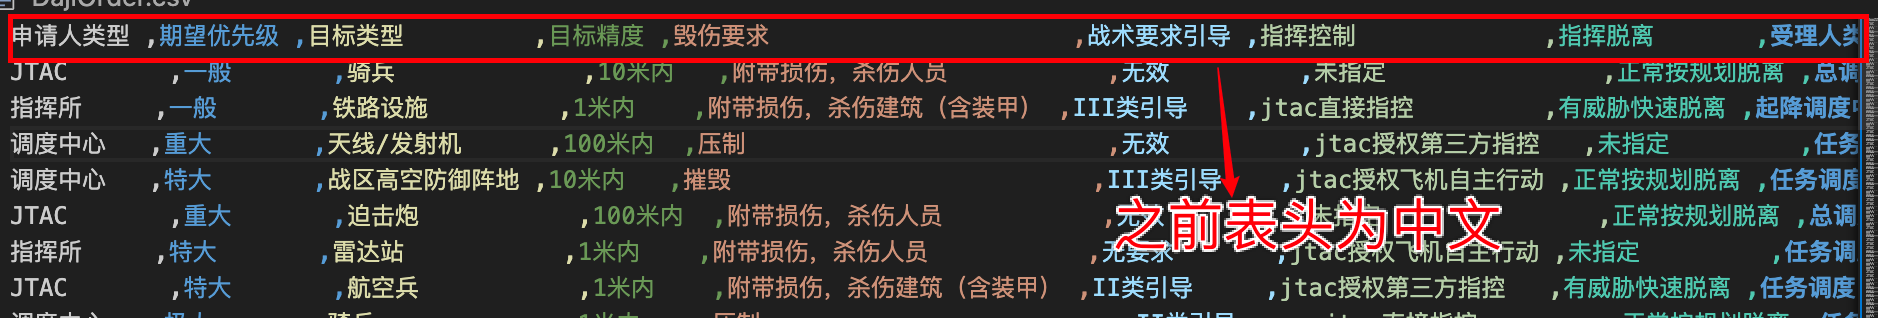 DajiOrder.csv
申请人类型 ,期望优先级 ,目标类型 ,目标精度 ,毁伤要求 ,战术要求引导 ,指挥控制 ,指挥脱离 ,受理人类
JTAC ,一般 ,骑兵 ,10米内 ,附带损伤，杀伤人员 ,无效 ,未指定 ,正常按规划脱离 ,总调
指挥所 ,一般 ,铁路设施 ,1米内 ,附带损伤，杀伤建筑（含装甲） ,III类引导 ,jtac直接指控 ,有威胁快速脱离 ,起降调度中
调度中心 ,重大 ,天线/发射机 ,100米内 ,压制 ,无效 ,jtac授权第三方指控 ,未指定 ,任务
调度中心 ,特大 ,战区高空防御阵地 ,10米内 ,摧毁 ,III类引导 ,jtac授权飞机自主行动 ,正常按规划脱离 ,任务调度
JTAC ,重大 ,迫击炮 ,100米内 ,附带损伤，杀伤人员 ,无 未指定 ,正常按规划脱离 ,总调
之前表头为中文
指挥所 ,特大 ,雷达站 ,1米内 ,附带损伤，杀伤人员 ,无要求 ,jtac授权飞机自主行动 ,未指定 ,任务调
JTAC ,特大 ,航空兵 ,1米内 ,附带损伤，杀伤建筑（含装甲） ,II类引导 ,jtac授权第三方指控 ,有威胁快速脱离 ,任务调度